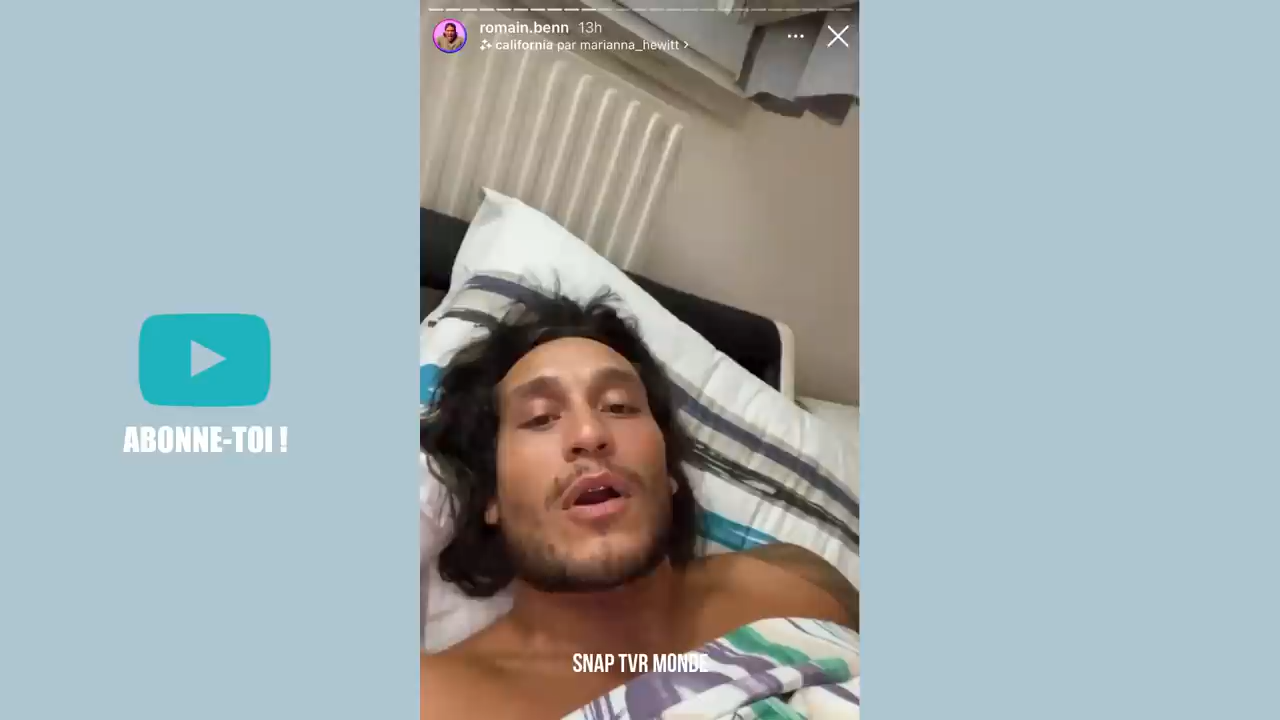 romain.benn 13h
california par marianna_hewitt >
ABONNE-TOI !
SNAP TVR MONDE